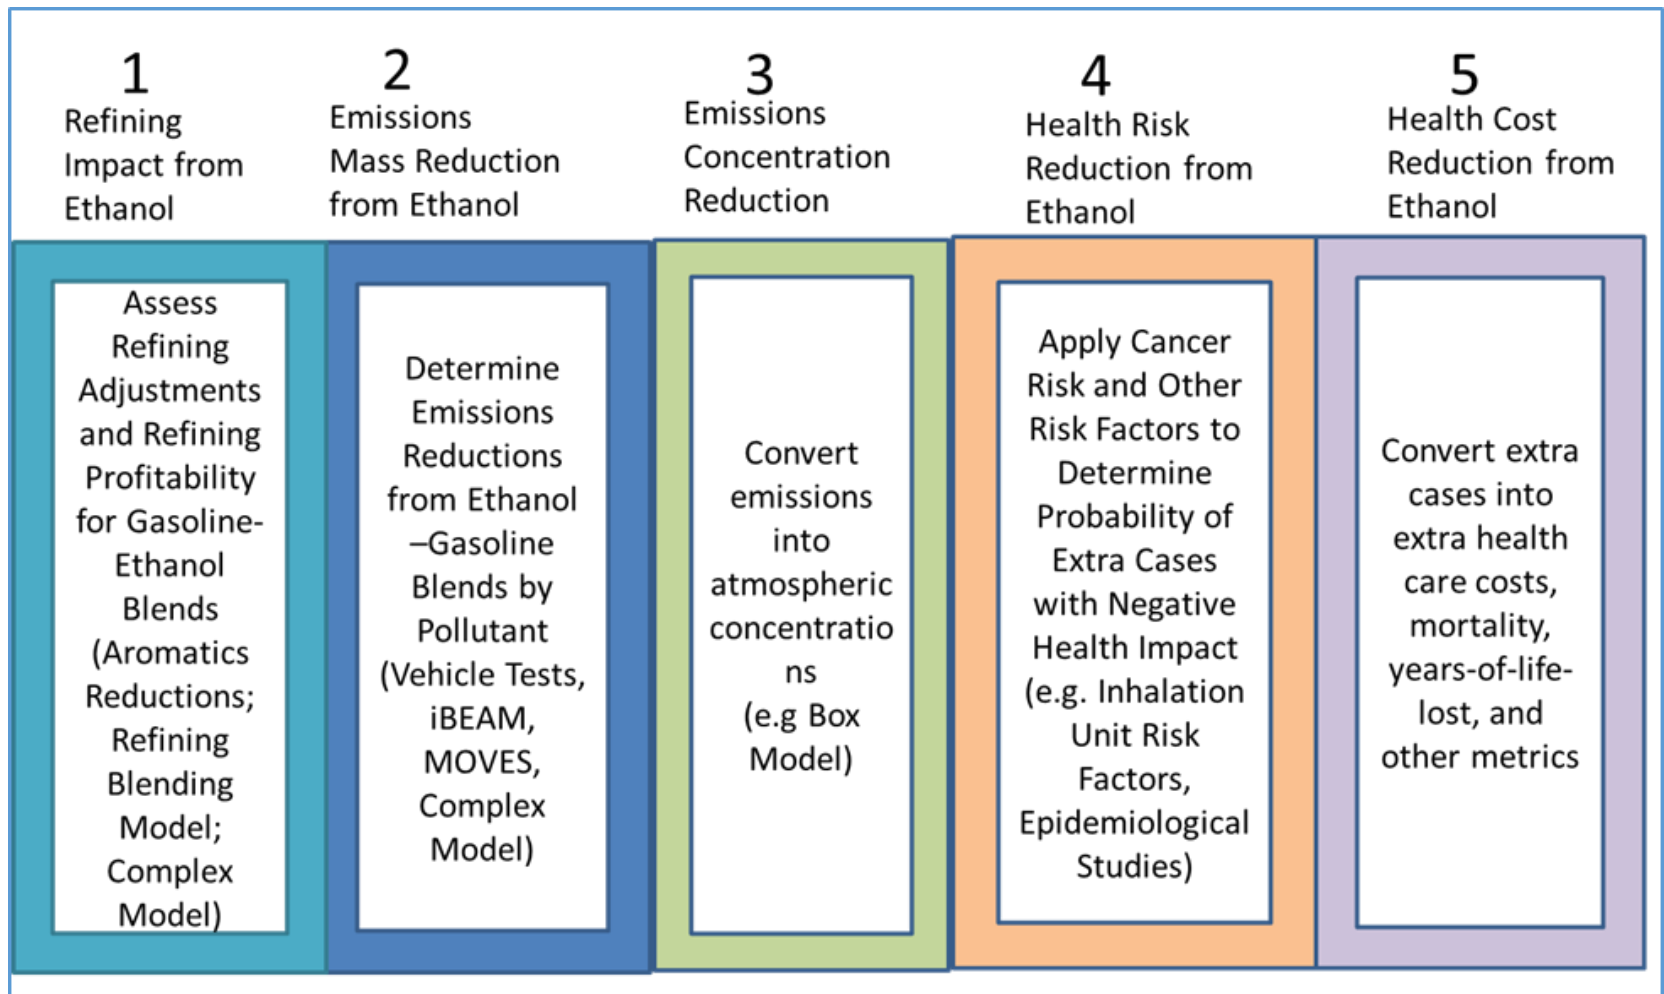 1
Refining
Impact from
Ethanol
2
Emissions
Mass Reduction
from Ethanol
3
Emissions
Concentration
Reduction
4
Health Risk
Reduction from
Ethanol
5
Health Cost
Reduction from
Ethanol
Assess
Refining
Adjustments
and Refining
Profitability
for Gasoline-
Ethanol
Blends
(Aromatics
Reductions;
Refining
Blending
Model;
Complex
Model)
Determine
Emissions
Reductions
from Ethanol
–Gasoline
Blends by
Pollutant
(Vehicle Tests,
iBEAM,
MOVES,
Complex
Model)
Convert
emissions
into
atmospheric
concentratio
ns
(e.g Box
Model)
Apply Cancer
Risk and Other
Risk Factors to
Determine
Probability of
Extra Cases
with Negative
Health Impact
(e.g. Inhalation
Unit Risk
Factors,
Epidemiological
Studies)
Convert extra
cases into
extra health
care costs,
mortality,
years-of-life-
lost, and
other metrics